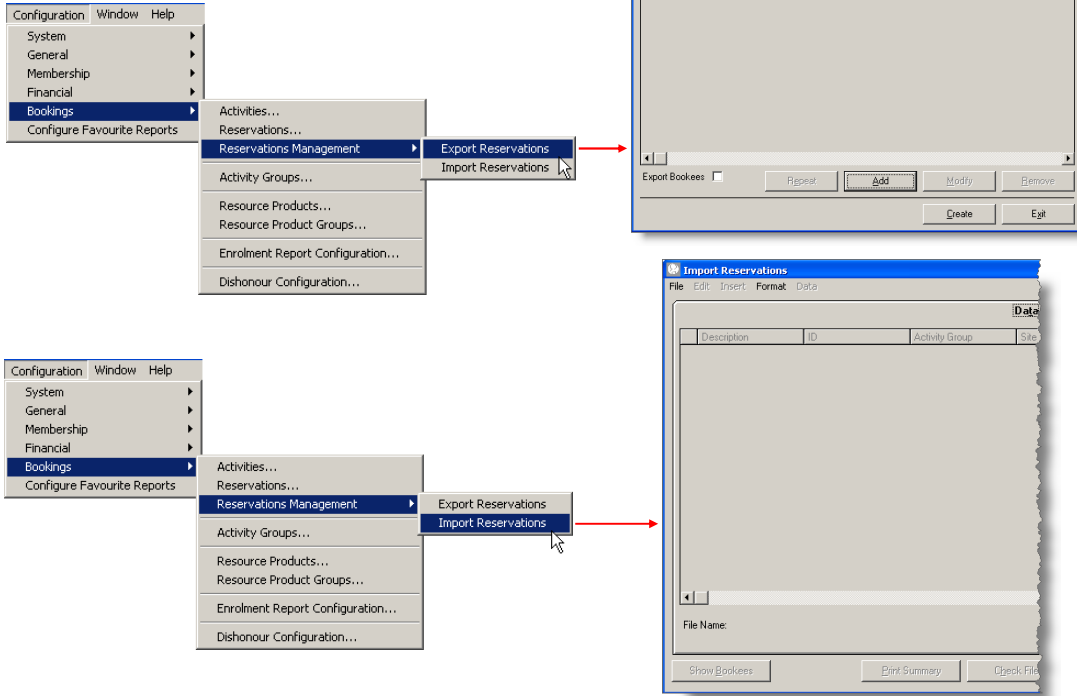 Configuration Window Help
System
General
Membership
Financial
Bookings
Configure Favourite Reports
Activities...
Reservations...
Reservations Management
Activity Groups...
Resource Products...
Resource Product Groups...
Enrolment Report Configuration...
Dishonour Configuration...
Export Reservations
Import Reservations
Export Bookees
Repeat Add Modify Remove
Create Exit
Import Reservations
File Edit Insert Format Data
Data
Description ID Activity Group Site
File Name:
Show Bookees Print Summary Check File
Configuration Window Help
System
General
Membership
Financial
Bookings
Configure Favourite Reports
Activities...
Reservations...
Reservations Management
Activity Groups...
Resource Products...
Resource Product Groups...
Enrolment Report Configuration...
Dishonour Configuration...
Export Reservations
Import Reservations